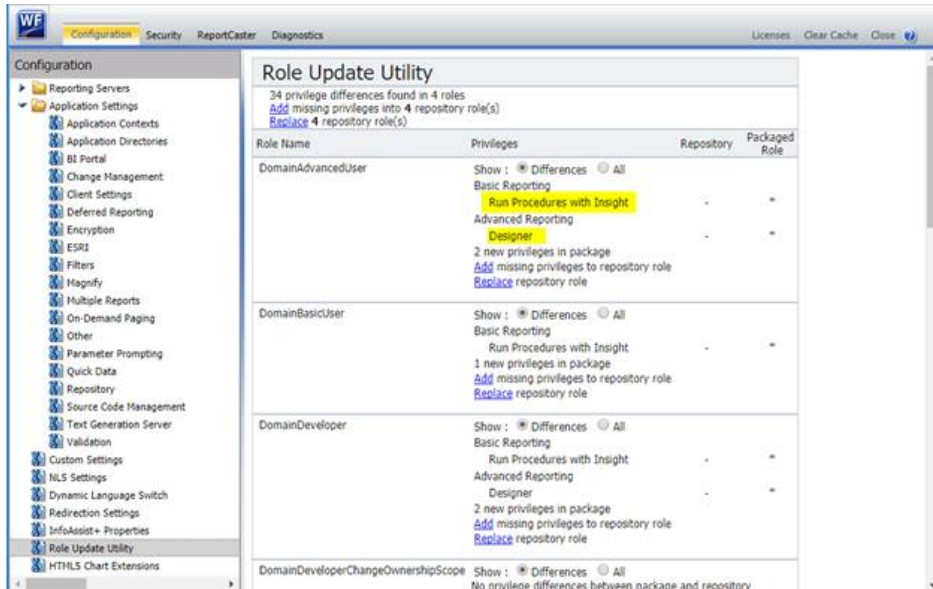 WF
Configuration Security ReportCaster Diagnostics Licenses Clear Cache Close ?
Configuration
Reporting Servers
Application Settings
Application Contexts
Application Directories
BI Portal
Change Management
Client Settings
Deferred Reporting
Encryption
ESRI
Filters
Magnify
Multiple Reports
On-Demand Paging
Other
Parameter Prompting
Quick Data
Repository
Source Code Management
Text Generation Server
Validation
Custom Settings
NLS Settings
Dynamic Language Switch
Redirection Settings
InfoAssist+ Properties
Role Update Utility
HTML5 Chart Extensions
Role Update Utility
34 privilege differences found in 4 roles
Add missing privileges into 4 repository role(s)
Replace 4 repository role(s)
Role Name Privileges Repository Packaged Role
DomainAdvancedUser Show : Differences All
Basic Reporting
Run Procedures with Insight - *
Advanced Reporting
Designer - *
2 new privileges in package
Add missing privileges to repository role
Replace repository role
DomainBasicUser Show : Differences All
Basic Reporting
Run Procedures with Insight - *
1 new privileges in package
Add missing privileges to repository role
Replace repository role
DomainDeveloper Show : Differences All
Basic Reporting
Run Procedures with Insight - *
Advanced Reporting
Designer - *
2 new privileges in package
Add missing privileges to repository role
Replace repository role
DomainDeveloperChangeOwnershipScope Show : Differences All
No privilege differences between package and repository